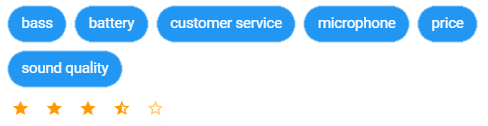 bass battery customer service microphone price
sound quality